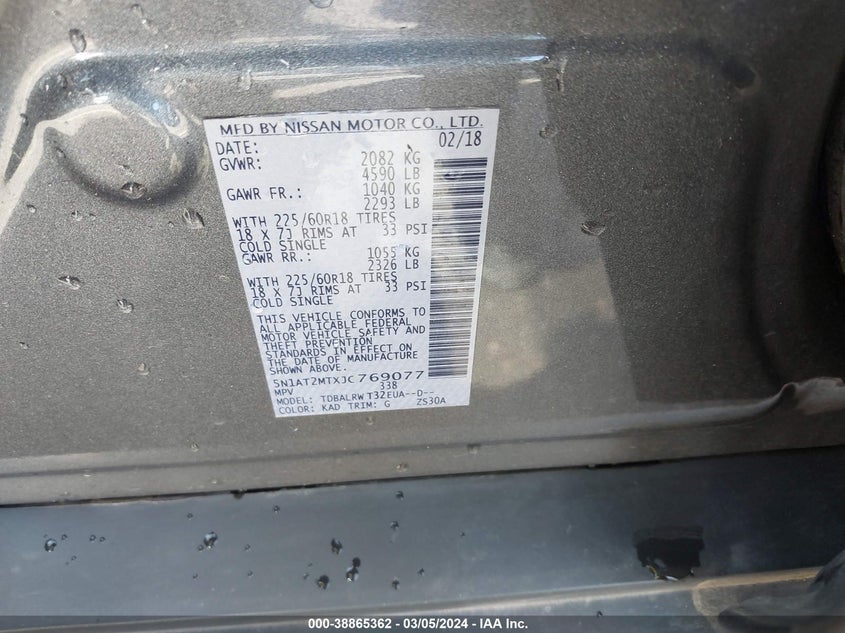 MFD BY NISSAN MOTOR CO., LTD.
DATE: 02/18
GVWR: 2082 KG
4590 LB
GAWR FR.: 1040 KG
2293 LB
WITH 225/60R18 TIRES
18 X 7J RIMS AT 33 PSI
COLD SINGLE
GAWR RR.: 1055 KG
2326 LB
WITH 225/60R18 TIRES
18 X 7J RIMS AT 33 PSI
COLD SINGLE
THIS VEHICLE CONFORMS TO
ALL APPLICABLE FEDERAL
MOTOR VEHICLE SAFETY AND
THEFT PREVENTION
STANDARDS IN EFFECT ON
THE DATE OF MANUFACTURE
SHOWN ABOVE.
5N1AT2MTXJC769077
MPV 338
MODEL: TDBALRW T32EUA--D--
COLOR: KAD TRIM: G ZS30A
000-38865362 - 03/05/2024 - IAA Inc.